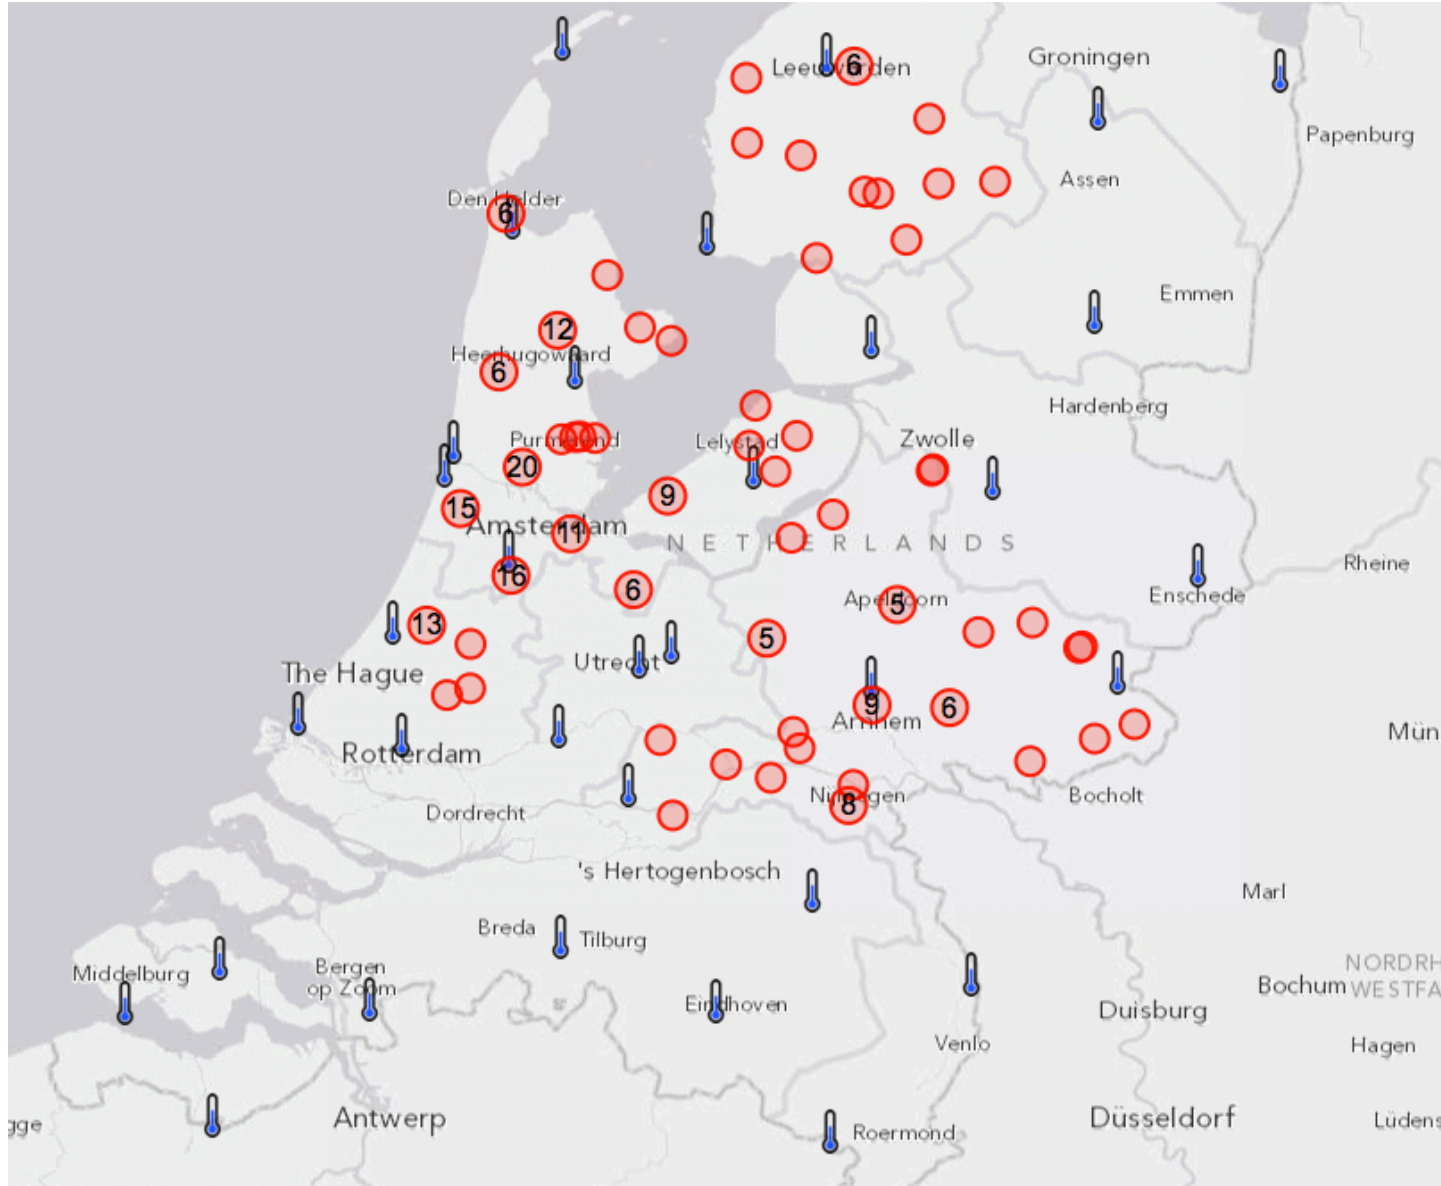 Groningen
Leeuwarden
6
Papenburg
Assen
Den Helder
6
Emmen
12
Heerhugowaard
6
Hardenberg
Purmerend
Lelystad
Zwolle
20
9
15
Amsterdam
11
NETHERLANDS
Rheine
16
6
Apeldoorn
5
Enschede
13
5
Utrecht
The Hague
9
6
Arnhem
Mün
Rotterdam
Nijmegen
8
Bocholt
Dordrecht
's Hertogenbosch
Marl
Breda
Tilburg
NORDRH
WESTFA
Bergen
op Zoom
Middelburg
Bochum
Eindhoven
Duisburg
Venlo
Hagen
Antwerp
Düsseldorf
Lüdens
gge
Roermond